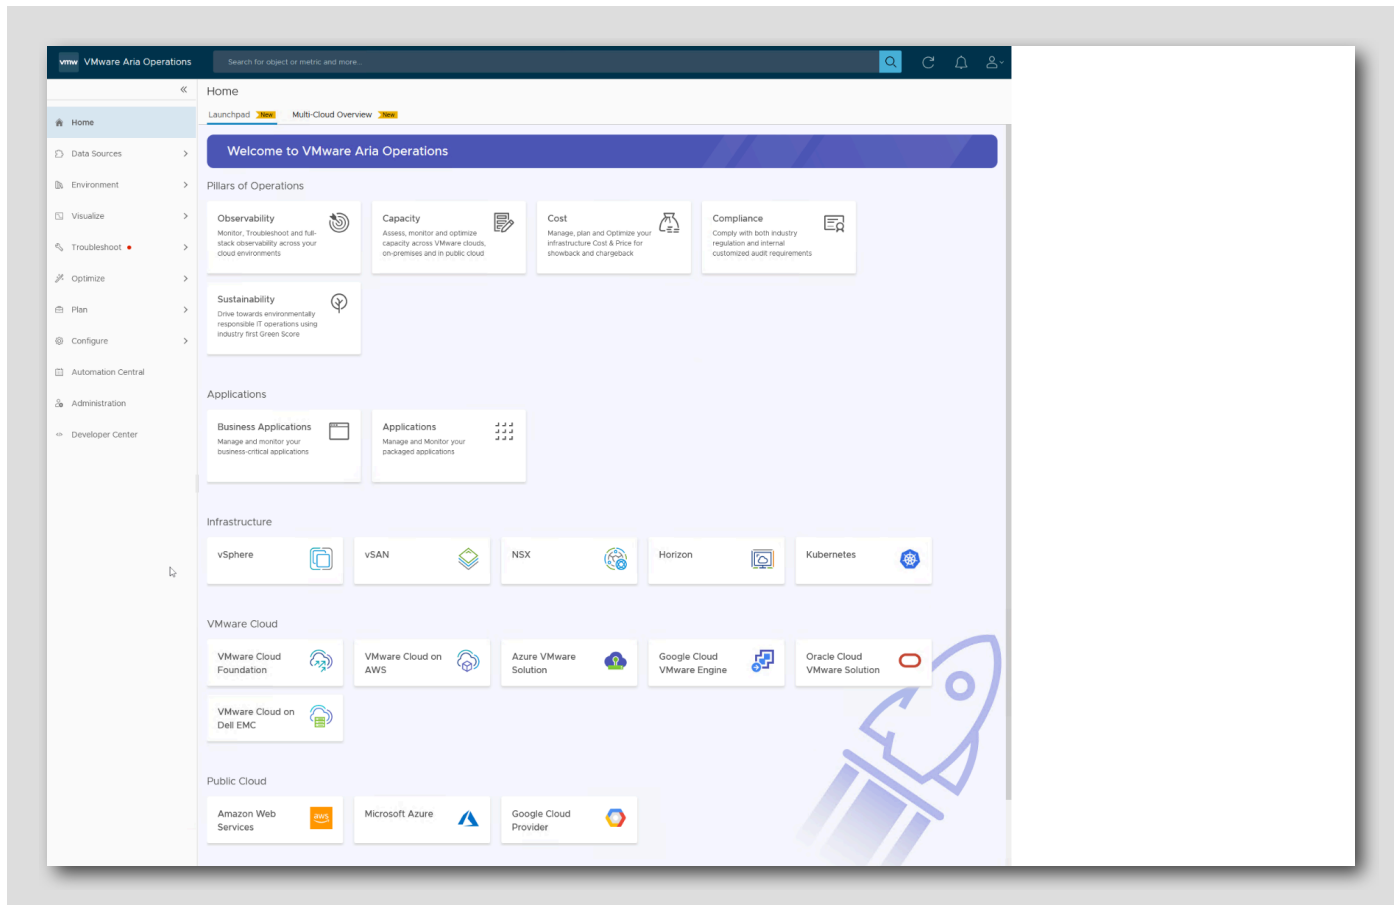 vmw VMware Aria Operations
Search for object or metric and more...
Home
Launchpad New Multi-Cloud Overview New
Home
Data Sources
Environment
Visualize
Troubleshoot
Optimize
Plan
Configure
Automation Central
Administration
Developer Center
Welcome to VMware Aria Operations
Pillars of Operations
Observability
Monitor, Troubleshoot and full-
stack observability across your
cloud environments
Capacity
Assess, monitor and optimize
capacity across VMware clouds,
on-premises and in public cloud
Cost
Manage, plan and Optimize your
infrastructure Cost & Price for
showback and chargeback
Compliance
Comply with both industry
regulation and internal
customized audit requirements
Sustainability
Drive towards environmentally
responsible IT operations using
industry first Green Score
Applications
Business Applications
Manage and monitor your
business-critical applications
Applications
Manage and Monitor your
packaged applications
Infrastructure
vSphere
vSAN
NSX
Horizon
Kubernetes
VMware Cloud
VMware Cloud
Foundation
VMware Cloud on
AWS
Azure VMware
Solution
Google Cloud
VMware Engine
Oracle Cloud
VMware Solution
VMware Cloud on
Dell EMC
Public Cloud
Amazon Web
Services
aws
Microsoft Azure
Google Cloud
Provider